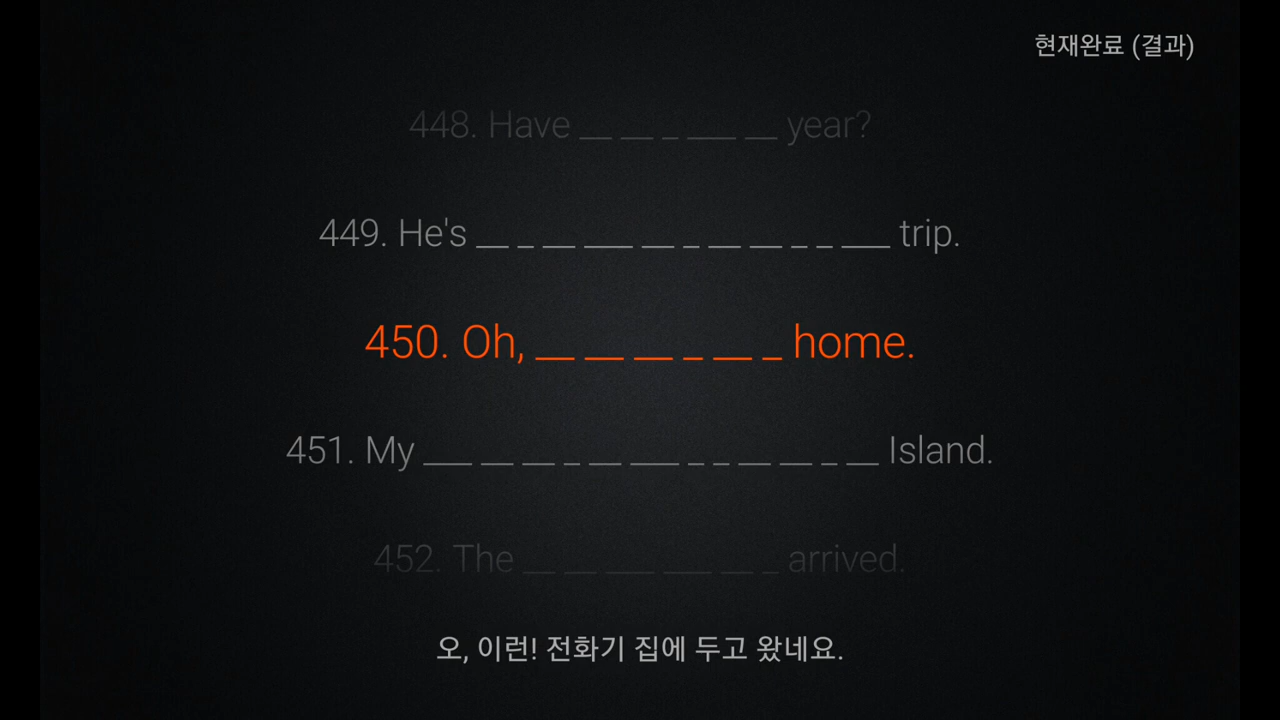 현재완료 (결과)
448. Have __ __ _ ___ __ year?
449. He's __ _ __ ___ __ _ __ __ _ _ ___ trip.
450. Oh, __ __ __ _ __ _ home.
451. My ___ __ __ _ __ ___ _ _ __ __ _ __ Island.
452. The __ __ ___ ___ __ _ arrived.
오, 이런! 전화기 집에 두고 왔네요.